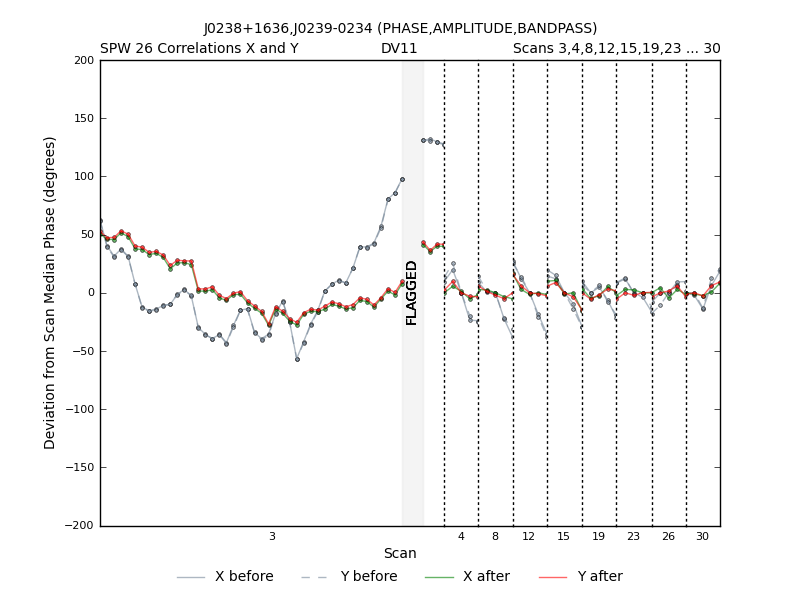 J0238+1636,J0239-0234 (PHASE,AMPLITUDE,BANDPASS)
SPW 26 Correlations X and Y DV11 Scans 3,4,8,12,15,19,23 ... 30
200
150
100
50
0
−50
−100
−150
−200
Deviation from Scan Median Phase (degrees)
FLAGGED
3 4 8 12 15 19 23 26 30
Scan
X before Y before X after Y after